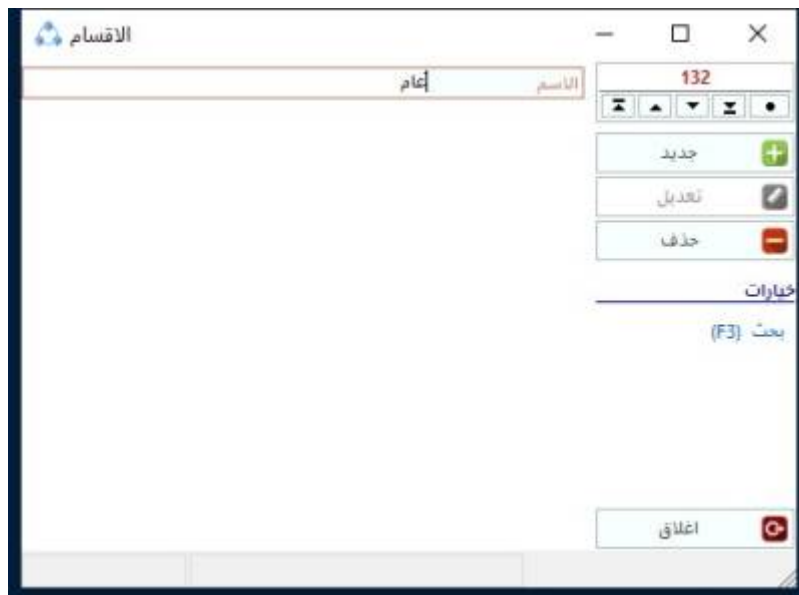 الاقسام
الاسم عام
132
جديد
تعديل
حذف
خيارات
بحث (F3)
اغلاق